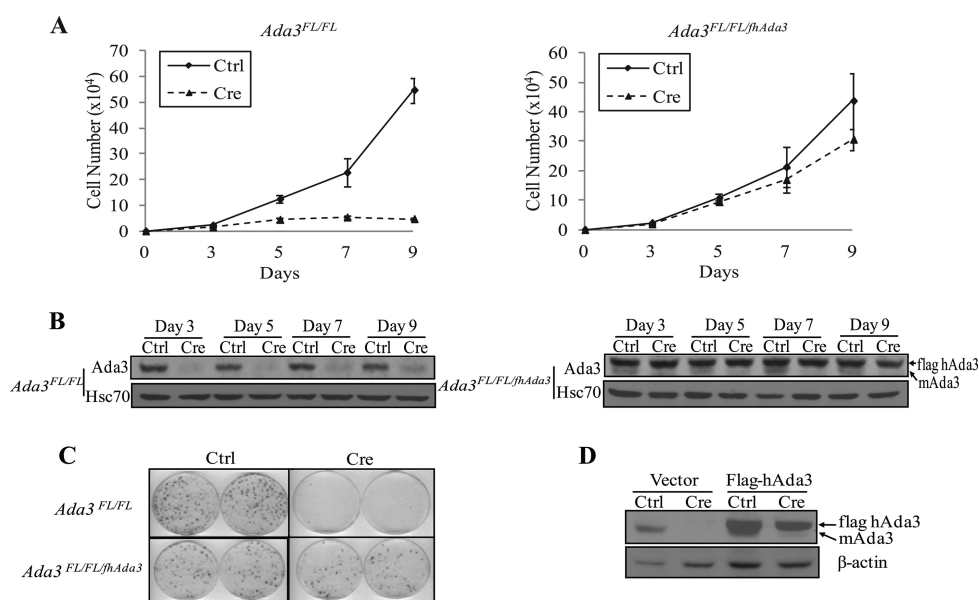 A
Ada3FL/FL
Ada3FL/FL/fhAda3
Cell Number (x10⁴)
70
60
50
40
30
20
10
0
Ctrl
Cre
0 3 5 7 9
Days
Cell Number (x10⁴)
60
50
40
30
20
10
0
Ctrl
Cre
0 3 5 7 9
Days
B
Day 3 Day 5 Day 7 Day 9
Ctrl Cre Ctrl Cre Ctrl Cre Ctrl Cre
Ada3FL/FL
Ada3
Hsc70
Day 3 Day 5 Day 7 Day 9
Ctrl Cre Ctrl Cre Ctrl Cre Ctrl Cre
Ada3FL/FL/fhAda3
Ada3
Hsc70
flag hAda3
mAda3
C
Ctrl Cre
Ada3 FL/FL
Ada3 FL/FL/fhAda3
D
Vector Flag-hAda3
Ctrl Cre Ctrl Cre
flag hAda3
mAda3
β-actin